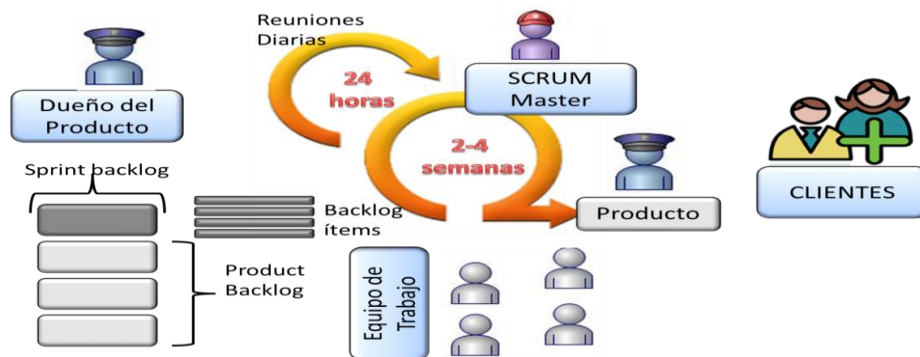 Reuniones
Diarias
24
horas
SCRUM
Master
Dueño del
Producto
2-4
semanas
Sprint backlog
CLIENTES
Producto
Backlog
ítems
Product
Backlog
Equipo de
Trabajo